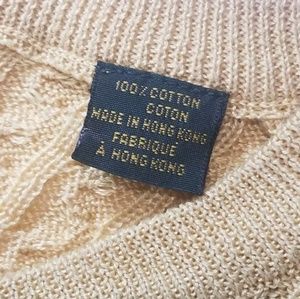 100% COTTON
COTON
MADE IN HONG KONG
FABRIQUÉ
À HONG KONG